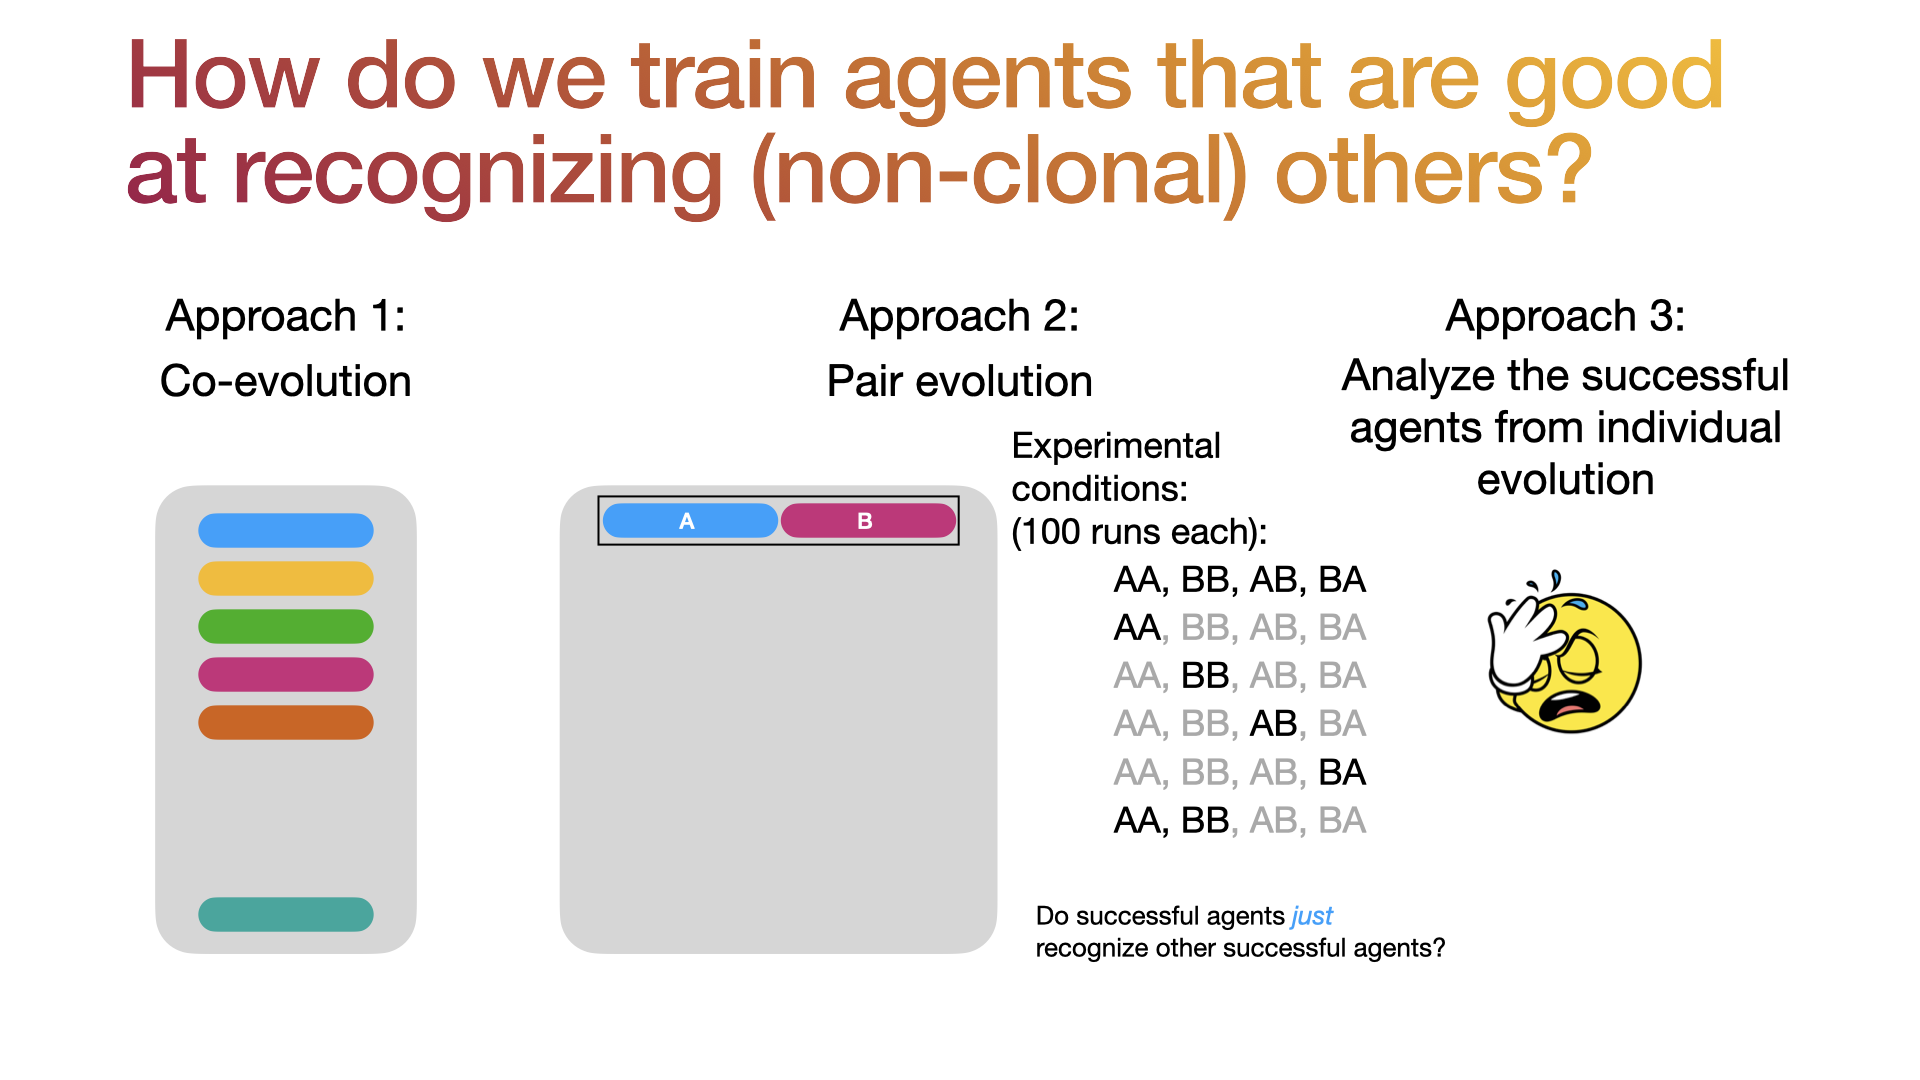 How do we train agents that are good
at recognizing (non-clonal) others?
Approach 1:
Co-evolution
Approach 2:
Pair evolution
A
B
Experimental
conditions:
(100 runs each):
AA, BB, AB, BA
AA, BB, AB, BA
AA, BB, AB, BA
AA, BB, AB, BA
AA, BB, AB, BA
AA, BB, AB, BA
Do successful agents just
recognize other successful agents?
Approach 3:
Analyze the successful
agents from individual
evolution